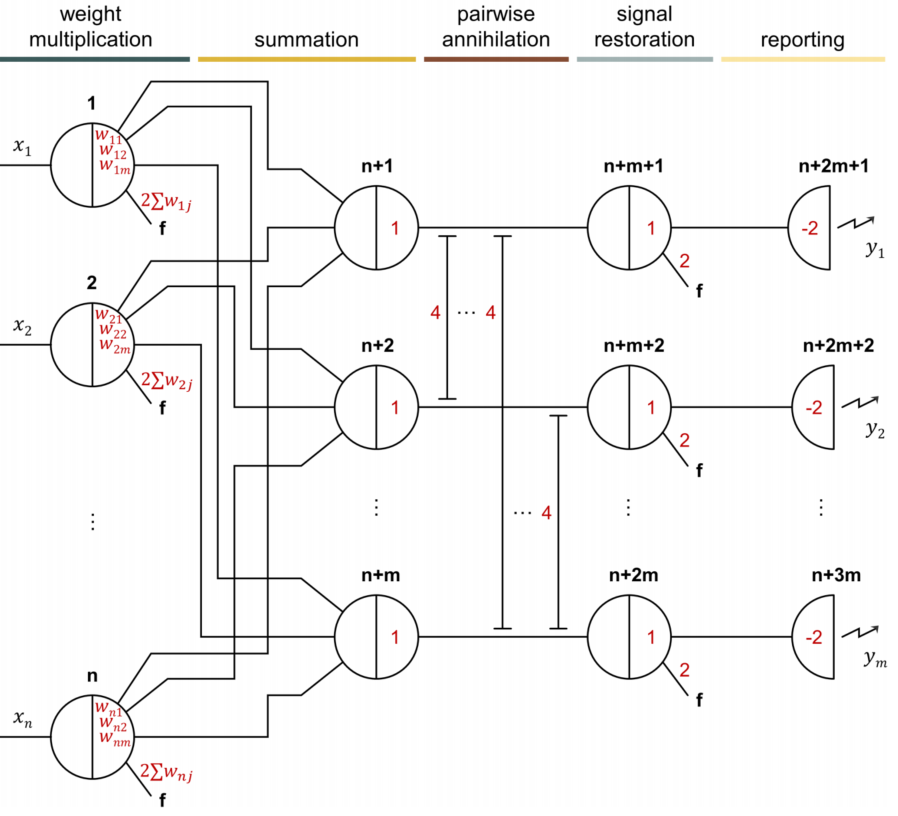 weight
multiplication
summation
pairwise
annihilation
signal
restoration
reporting
1
x₁
w₁₁
w₁₂
w₁ₘ
2∑w₁ⱼ
f
2
x₂
w₂₁
w₂₂
w₂ₘ
2∑w₂ⱼ
f
⋮
n
xₙ
wₙ₁
wₙ₂
wₙₘ
2∑wₙⱼ
f
n+1
1
n+2
1
⋮
n+m
1
4 ... 4
... 4
n+m+1
1
2
f
n+m+2
1
2
f
⋮
n+2m
1
2
f
n+2m+1
-2
y₁
n+2m+2
-2
y₂
⋮
n+3m
-2
yₘ